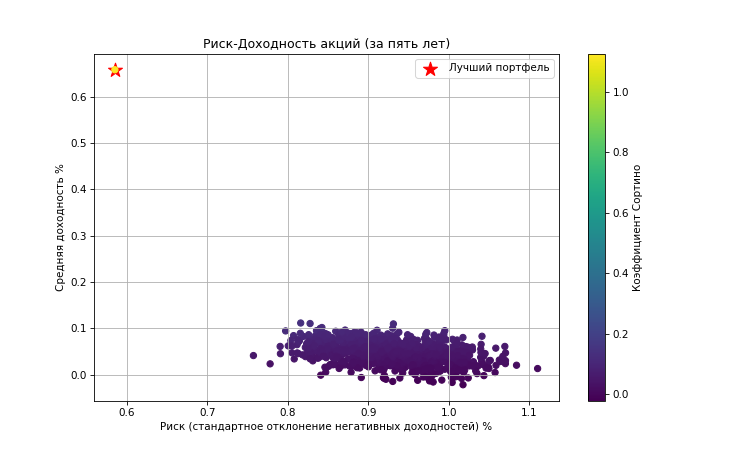 Риск-Доходность акций (за пять лет)
Лучший портфель
Средняя доходность %
0.6
0.5
0.4
0.3
0.2
0.1
0.0
0.6 0.7 0.8 0.9 1.0 1.1
Риск (стандартное отклонение негативных доходностей) %
1.0
0.8
0.6
0.4
0.2
0.0
Коэффициент Сортино